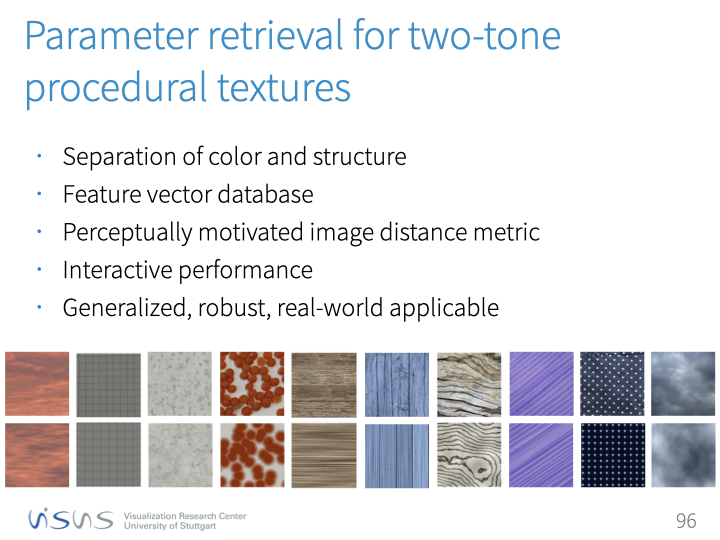 Parameter retrieval for two-tone
procedural textures
· Separation of color and structure
· Feature vector database
· Perceptually motivated image distance metric
· Interactive performance
· Generalized, robust, real-world applicable
VISUS
Visualization Research Center
University of Stuttgart
96